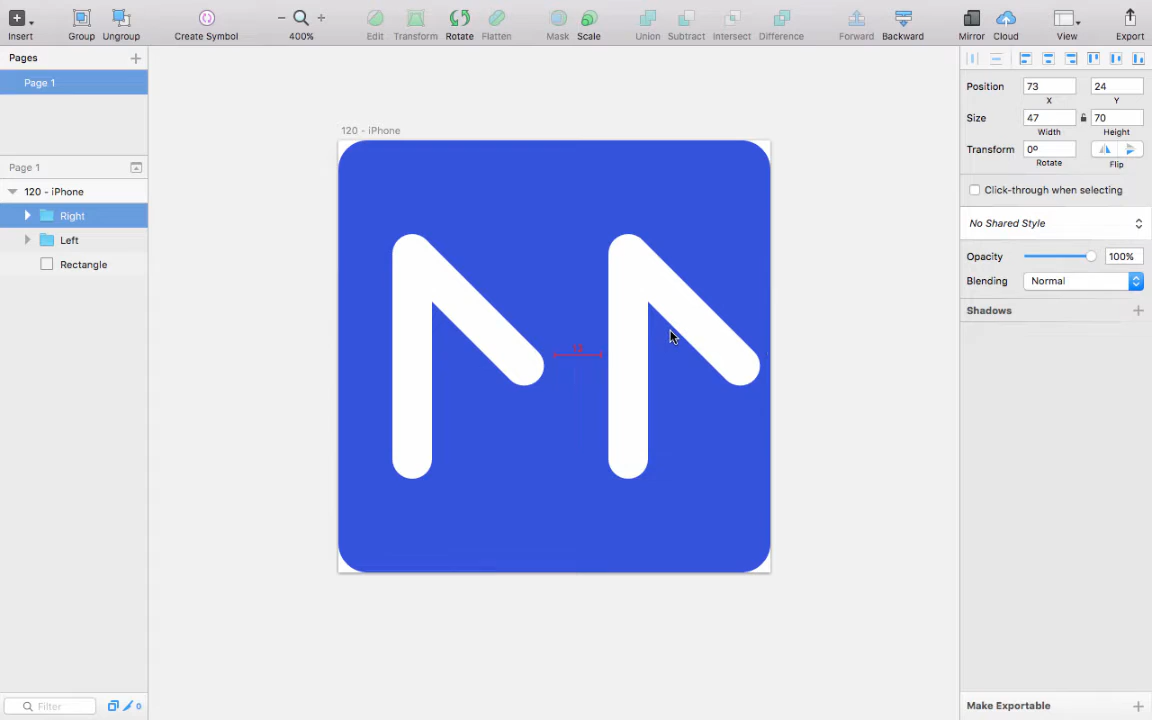 Insert
Group
Ungroup
Create Symbol
400%
Edit
Transform
Rotate
Flatten
Mask
Scale
Union
Subtract
Intersect
Difference
Forward
Backward
Mirror
Cloud
View
Export
Pages
Page 1
Page 1
120 - iPhone
Right
Left
Rectangle
Filter
0
120 - iPhone
Position 73 24
X Y
Size 47 70
Width Height
Transform 0º
Rotate Flip
Click-through when selecting
No Shared Style
Opacity 100%
Blending Normal
Shadows
Make Exportable